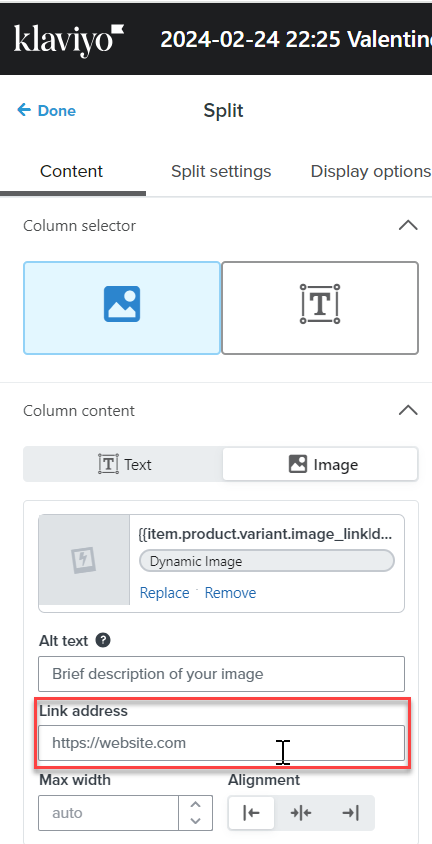 klaviyo
2024-02-24 22:25 Valentin
Done
Split
Content Split settings Display options
Column selector
Column content
Text Image
{{item.product.variant.image_link|d...
Dynamic Image
Replace · Remove
Alt text ?
Brief description of your image
Link address
https://website.com
Max width Alignment
auto